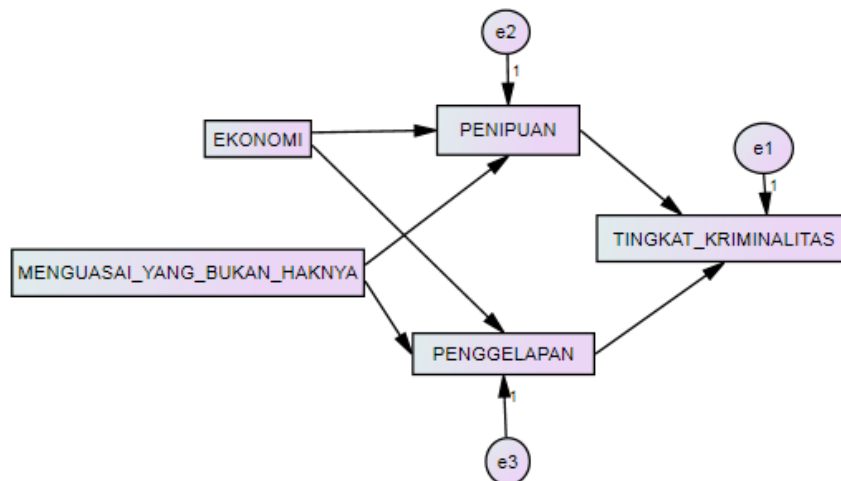 e2
1
EKONOMI
PENIPUAN
e1
1
TINGKAT_KRIMINALITAS
MENGUASAI_YANG_BUKAN_HAKNYA
PENGGELAPAN
1
e3